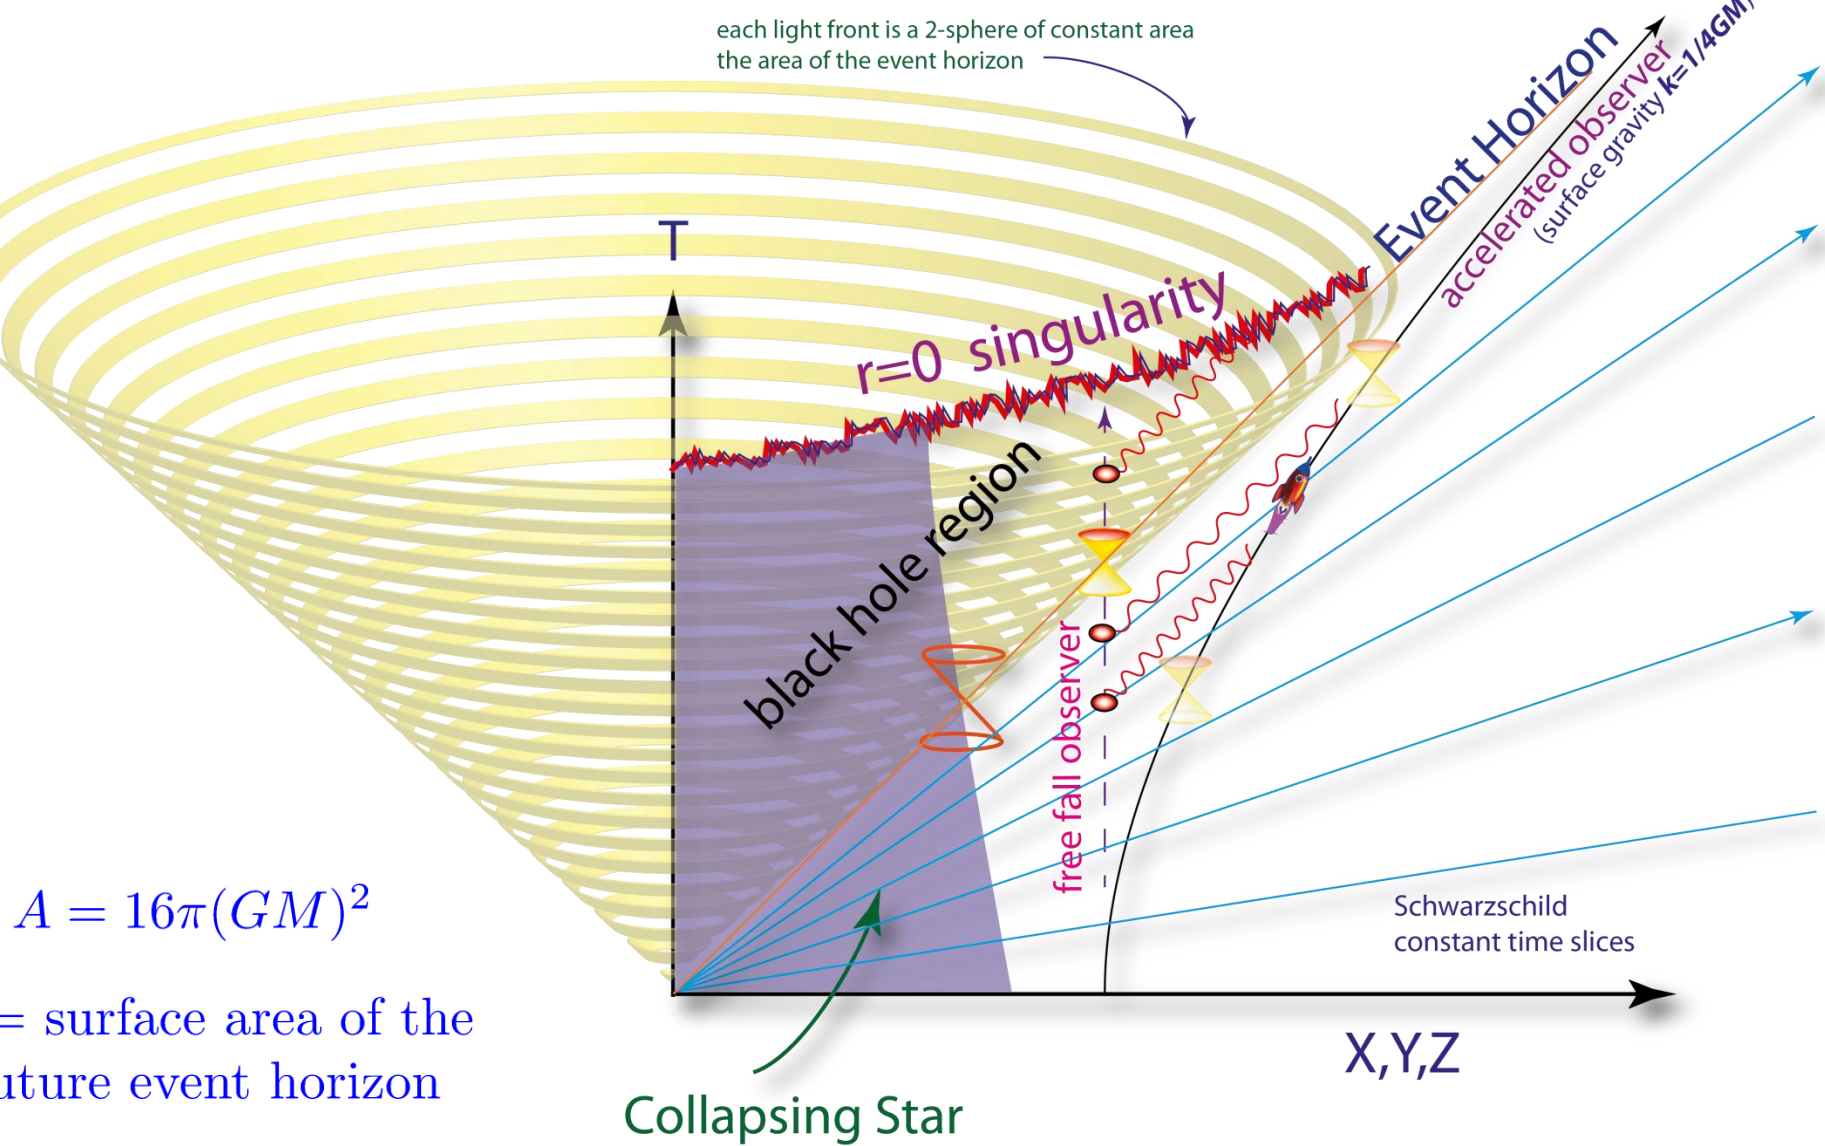 each light front is a 2-sphere of constant area
the area of the event horizon
T
Event Horizon
accelerated observer
(surface gravity k=1/4GM)
r=0 singularity
black hole region
free fall observer
A = 16π(GM)²
= surface area of the
uture event horizon
Schwarzschild
constant time slices
X,Y,Z
Collapsing Star